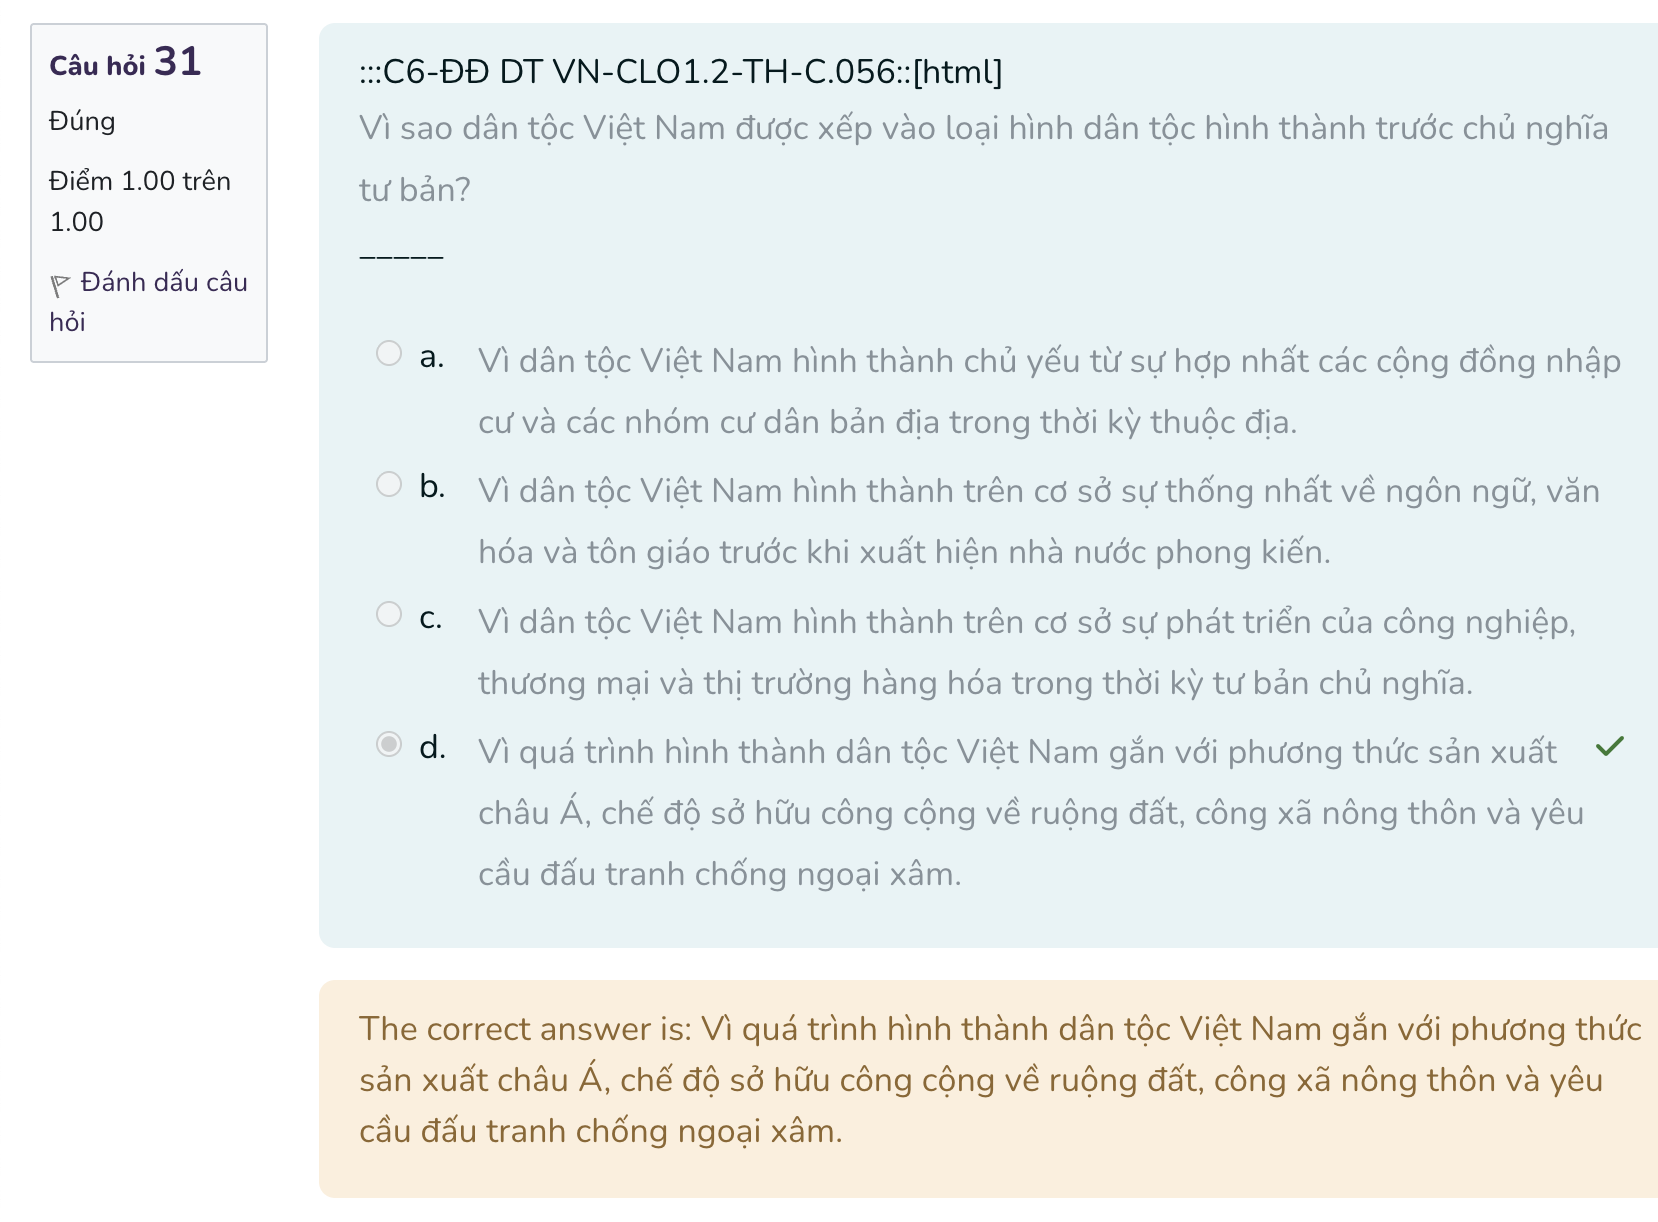 Câu hỏi 31
Đúng
Điểm 1.00 trên
1.00
Đánh dấu câu
hỏi
:::C6-ĐĐ DT VN-CLO1.2-TH-C.056::[html]
Vì sao dân tộc Việt Nam được xếp vào loại hình dân tộc hình thành trước chủ nghĩa
tư bản?
_____
a. Vì dân tộc Việt Nam hình thành chủ yếu từ sự hợp nhất các cộng đồng nhập
cư và các nhóm cư dân bản địa trong thời kỳ thuộc địa.
b. Vì dân tộc Việt Nam hình thành trên cơ sở sự thống nhất về ngôn ngữ, văn
hóa và tôn giáo trước khi xuất hiện nhà nước phong kiến.
c. Vì dân tộc Việt Nam hình thành trên cơ sở sự phát triển của công nghiệp,
thương mại và thị trường hàng hóa trong thời kỳ tư bản chủ nghĩa.
d. Vì quá trình hình thành dân tộc Việt Nam gắn với phương thức sản xuất
châu Á, chế độ sở hữu công cộng về ruộng đất, công xã nông thôn và yêu
cầu đấu tranh chống ngoại xâm.
The correct answer is: Vì quá trình hình thành dân tộc Việt Nam gắn với phương thức
sản xuất châu Á, chế độ sở hữu công cộng về ruộng đất, công xã nông thôn và yêu
cầu đấu tranh chống ngoại xâm.